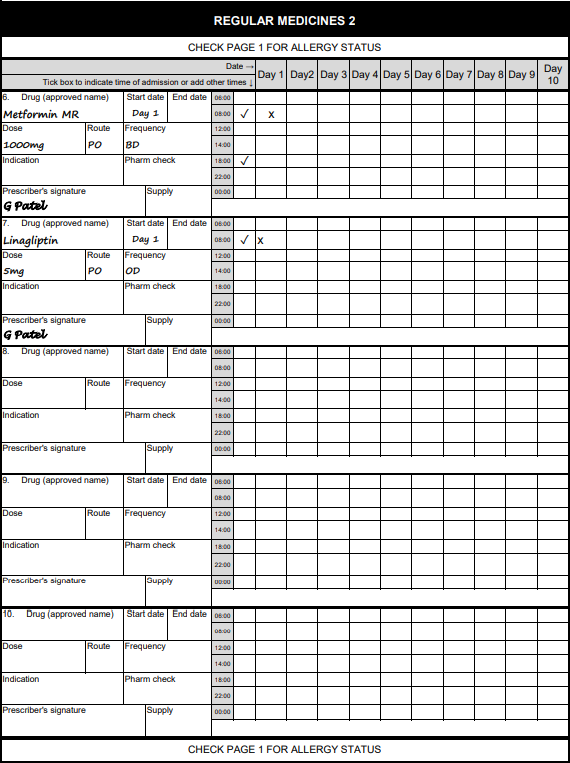 REGULAR MEDICINES 2
CHECK PAGE 1 FOR ALLERGY STATUS
Date →
Tick box to indicate time of admission or add other times ↓
Day 1 Day2 Day 3 Day 4 Day 5 Day 6 Day 7 Day 8 Day 9 Day 10
6. Drug (approved name) Start date End date 06:00
Metformin MR Day 1 08:00 ✓ x
Dose Route Frequency 12:00
1000mg PO BD 14:00
Indication Pharm check 18:00 ✓
22:00
Prescriber's signature Supply 00:00
G Patel
7. Drug (approved name) Start date End date 06:00
Linagliptin Day 1 08:00 ✓ x
Dose Route Frequency 12:00
5mg PO OD 14:00
Indication Pharm check 18:00
22:00
Prescriber's signature Supply 00:00
G Patel
8. Drug (approved name) Start date End date 06:00
08:00
Dose Route Frequency 12:00
14:00
Indication Pharm check 18:00
22:00
Prescriber's signature Supply 00:00
9. Drug (approved name) Start date End date 06:00
08:00
Dose Route Frequency 12:00
14:00
Indication Pharm check 18:00
22:00
Prescriber's signature Supply 00:00
10. Drug (approved name) Start date End date 06:00
08:00
Dose Route Frequency 12:00
14:00
Indication Pharm check 18:00
22:00
Prescriber's signature Supply 00:00
CHECK PAGE 1 FOR ALLERGY STATUS